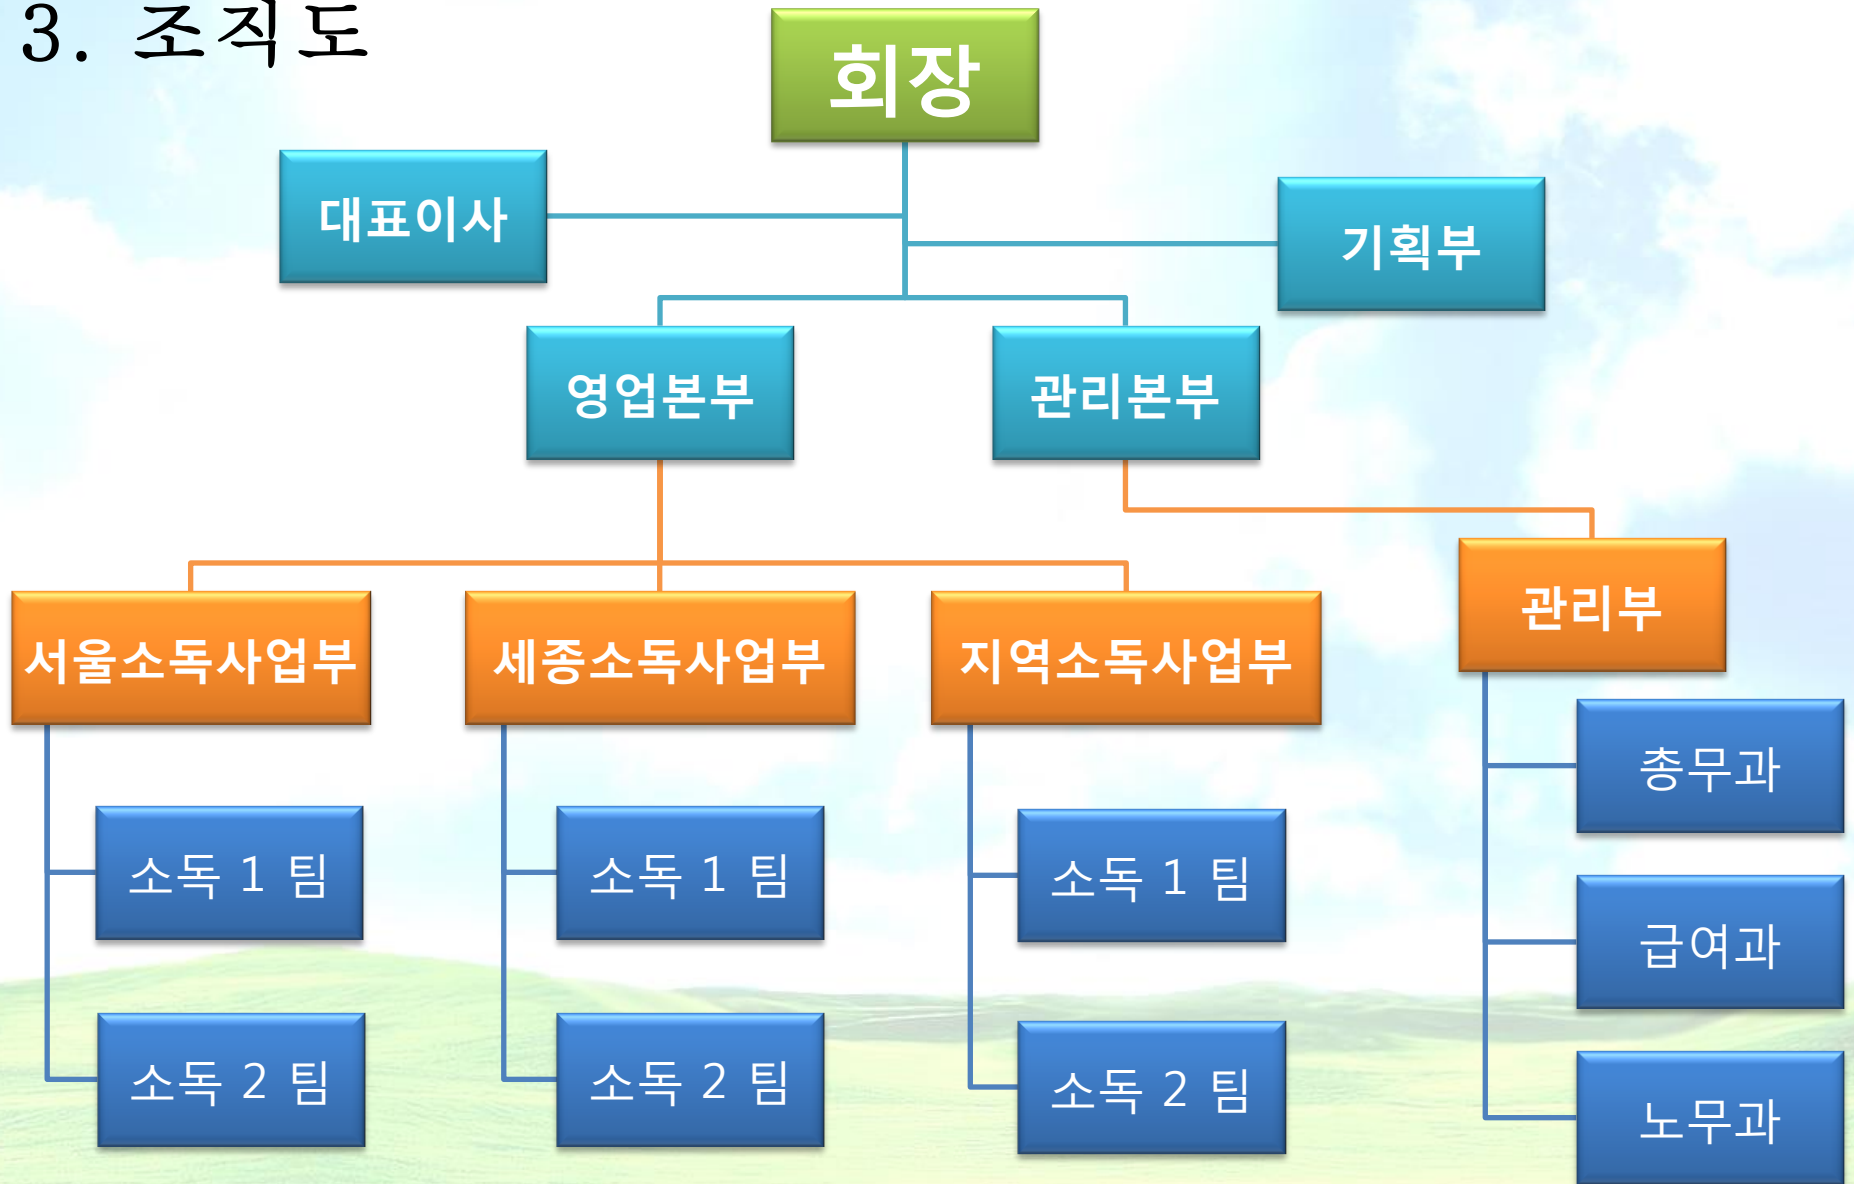 3. 조직도
회장
대표이사
기획부
영업본부
관리본부
관리부
서울소독사업부
세종소독사업부
지역소독사업부
총무과
소독 1 팀
소독 1 팀
소독 1 팀
급여과
소독 2 팀
소독 2 팀
소독 2 팀
노무과